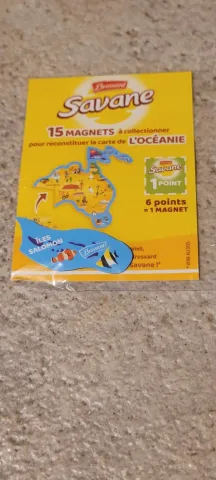 Brossard
Savane
15 MAGNETS à collectionner
pour reconstituer la carte de L'OCÉANIE
Savane
1 POINT
6 points
= 1 MAGNET
ÎLES
SALOMON
Brossard
Brossard
Savane !